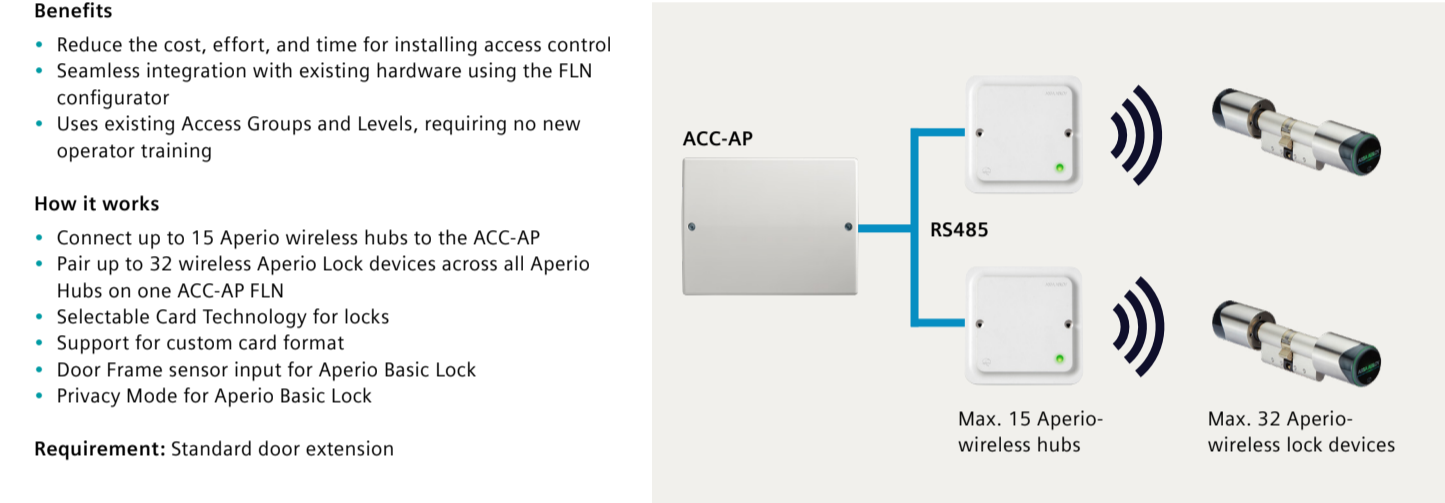 Benefits
• Reduce the cost, effort, and time for installing access control
• Seamless integration with existing hardware using the FLN
configurator
• Uses existing Access Groups and Levels, requiring no new
operator training
How it works
• Connect up to 15 Aperio wireless hubs to the ACC-AP
• Pair up to 32 wireless Aperio Lock devices across all Aperio
Hubs on one ACC-AP FLN
• Selectable Card Technology for locks
• Support for custom card format
• Door Frame sensor input for Aperio Basic Lock
• Privacy Mode for Aperio Basic Lock
Requirement: Standard door extension
ACC-AP
RS485
Max. 15 Aperio-
wireless hubs
Max. 32 Aperio-
wireless lock devices